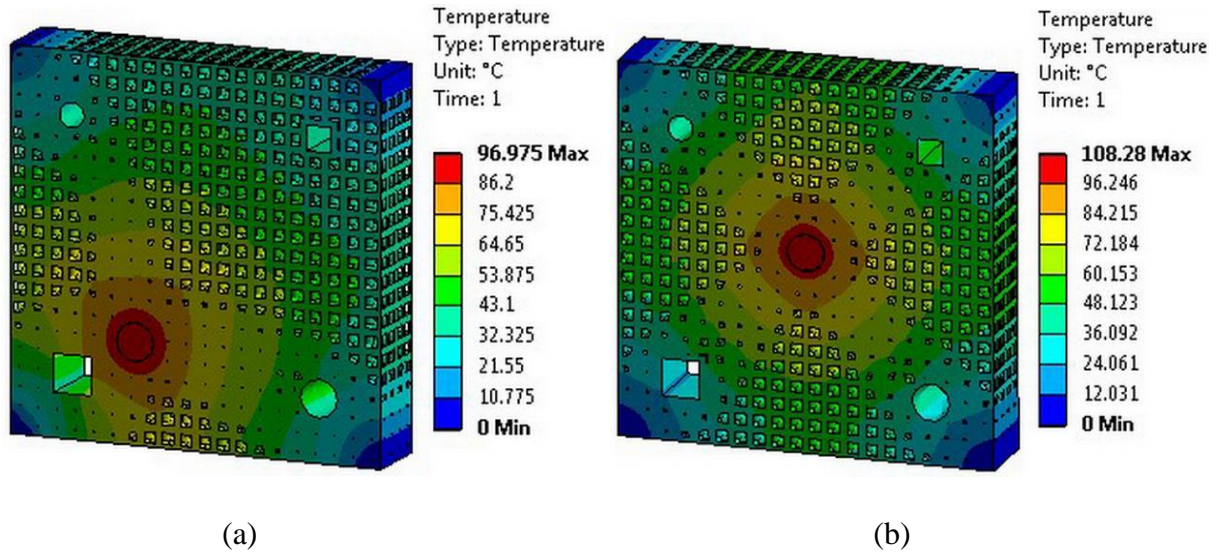 Temperature
Type: Temperature
Unit: °C
Time: 1
96.975 Max
86.2
75.425
64.65
53.875
43.1
32.325
21.55
10.775
0 Min
(a)
Temperature
Type: Temperature
Unit: °C
Time: 1
108.28 Max
96.246
84.215
72.184
60.153
48.123
36.092
24.061
12.031
0 Min
(b)